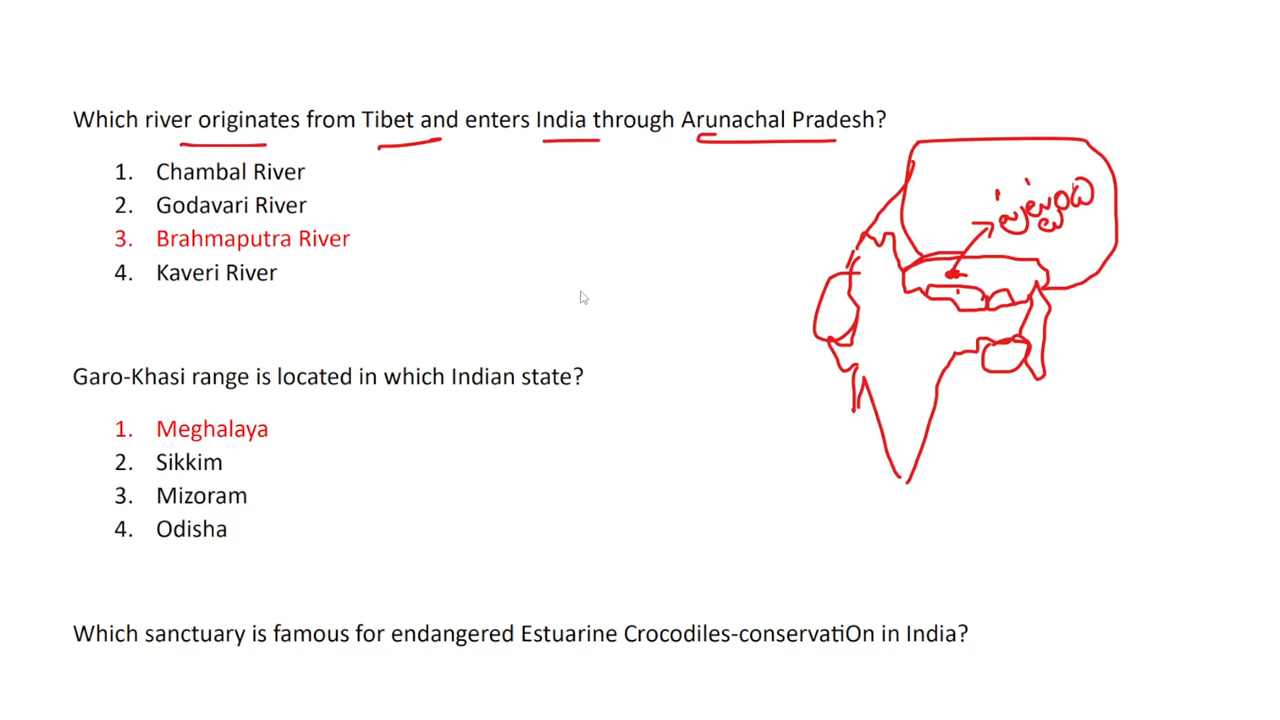 Which river originates from Tibet and enters India through Arunachal Pradesh?
1. Chambal River
2. Godavari River
3. Brahmaputra River
4. Kaveri River
Garo-Khasi range is located in which Indian state?
1. Meghalaya
2. Sikkim
3. Mizoram
4. Odisha
Which sanctuary is famous for endangered Estuarine Crocodiles-conservatiOn in India?